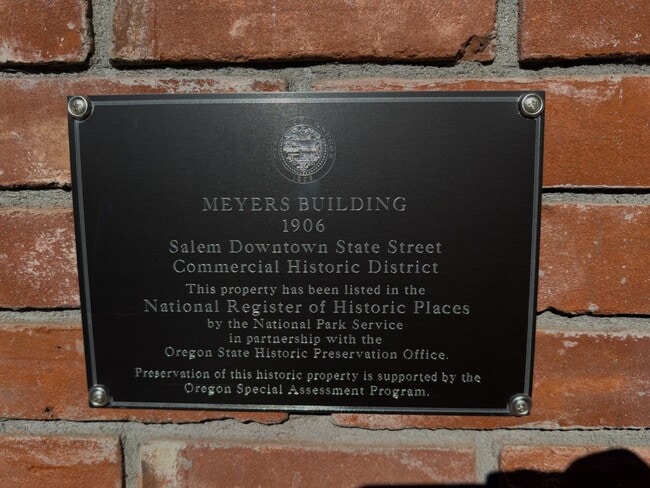 MEYERS BUILDING
1906
Salem Downtown State Street
Commercial Historic District
This property has been listed in the
National Register of Historic Places
by the National Park Service
in partnership with the
Oregon State Historic Preservation Office.
Preservation of this historic property is supported by the
Oregon Special Assessment Program.